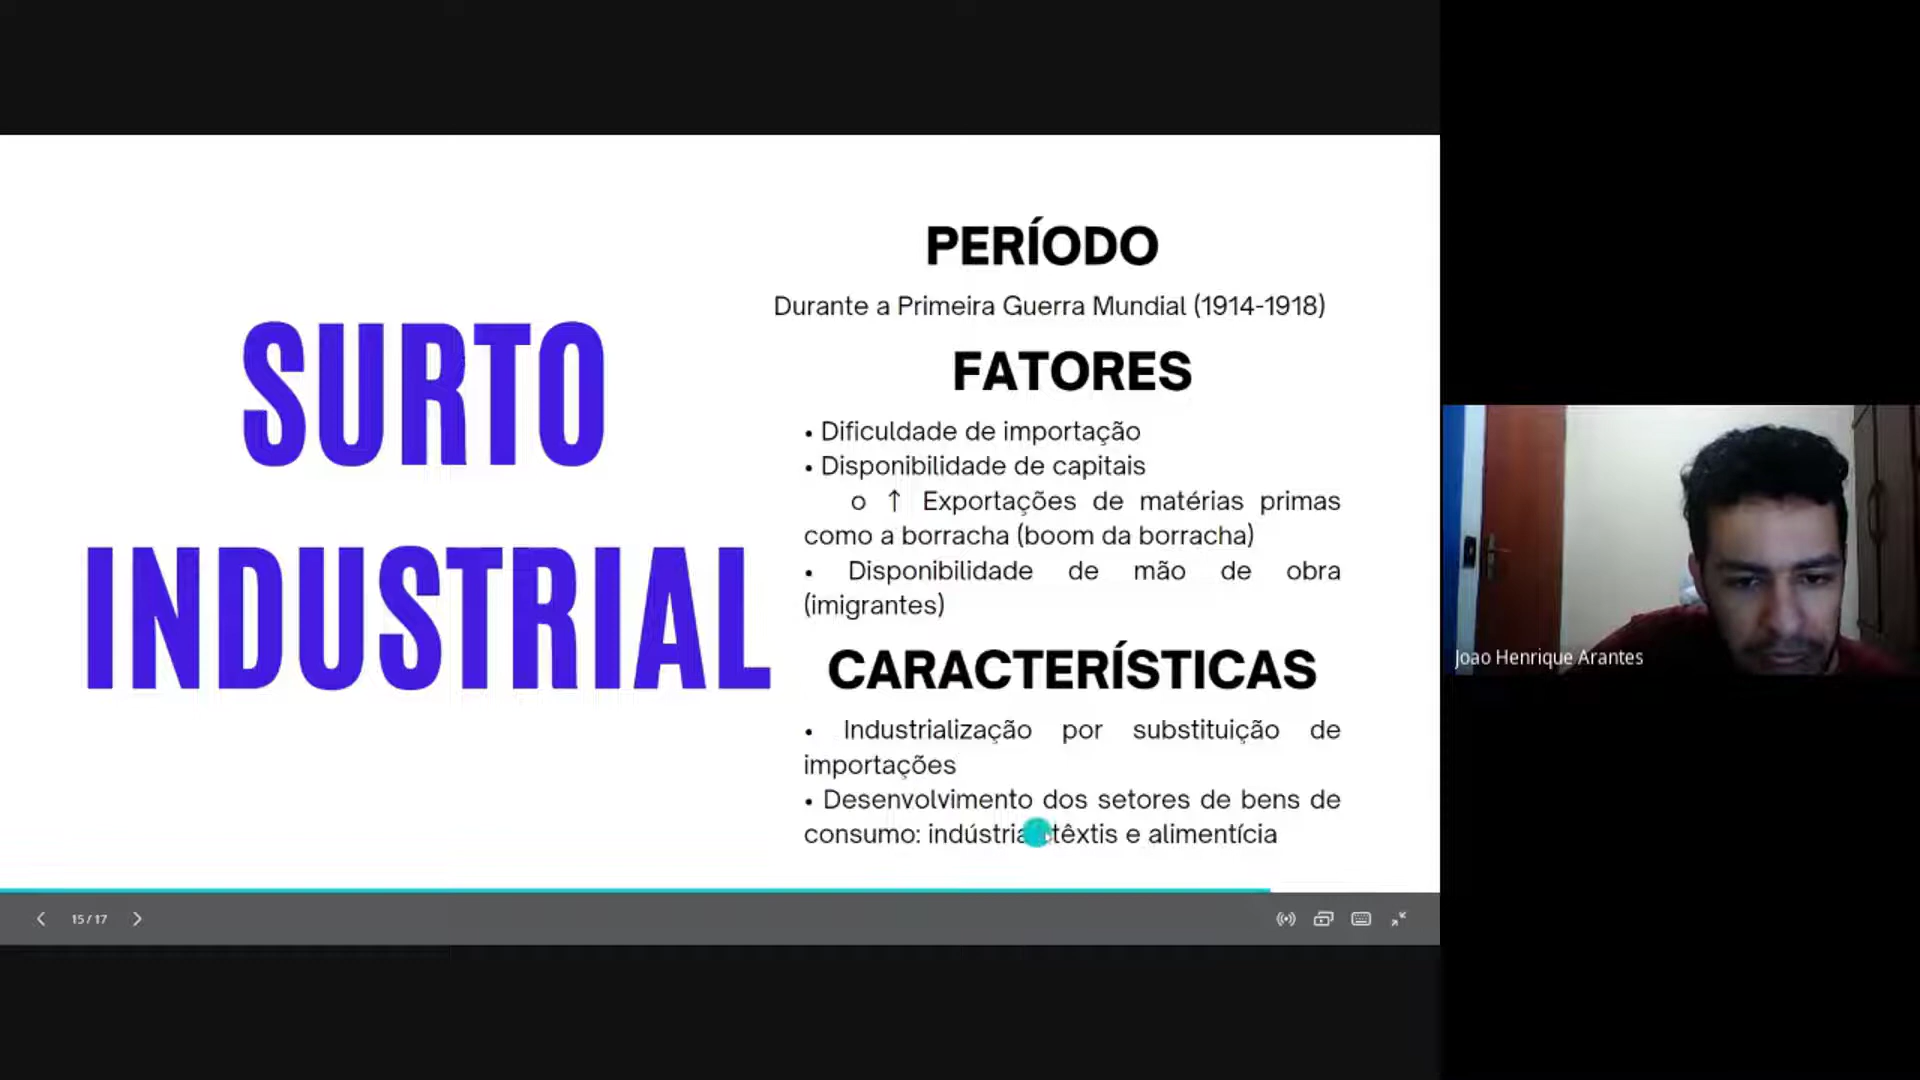 SURTO
INDUSTRIAL
PERÍODO
Durante a Primeira Guerra Mundial (1914-1918)
FATORES
• Dificuldade de importação
• Disponibilidade de capitais
o ↑ Exportações de matérias primas
como a borracha (boom da borracha)
• Disponibilidade de mão de obra
(imigrantes)
CARACTERÍSTICAS
• Industrialização por substituição de
importações
• Desenvolvimento dos setores de bens de
consumo: têxtis e alimentícia
15 / 17
Joao Henrique Arantes